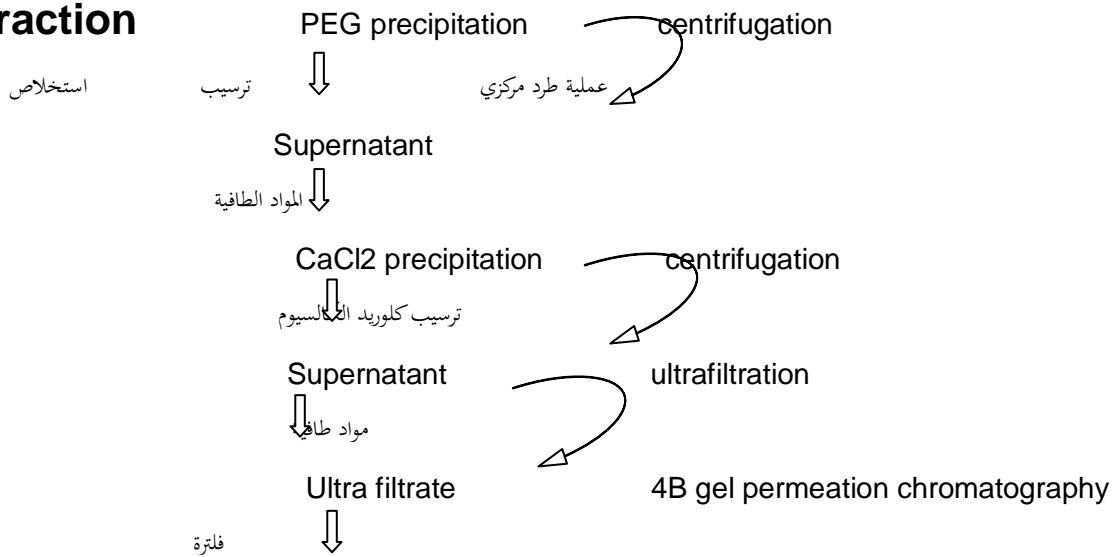 raction PEG precipitation centrifugation
استخلاص ترسيب عملية طرد مركزي
Supernatant
المواد الطافية
CaCl2 precipitation centrifugation
ترسيب كلوريد الكالسيوم
Supernatant ultrafiltration
مواد طافية
Ultra filtrate 4B gel permeation chromatography
فلترة